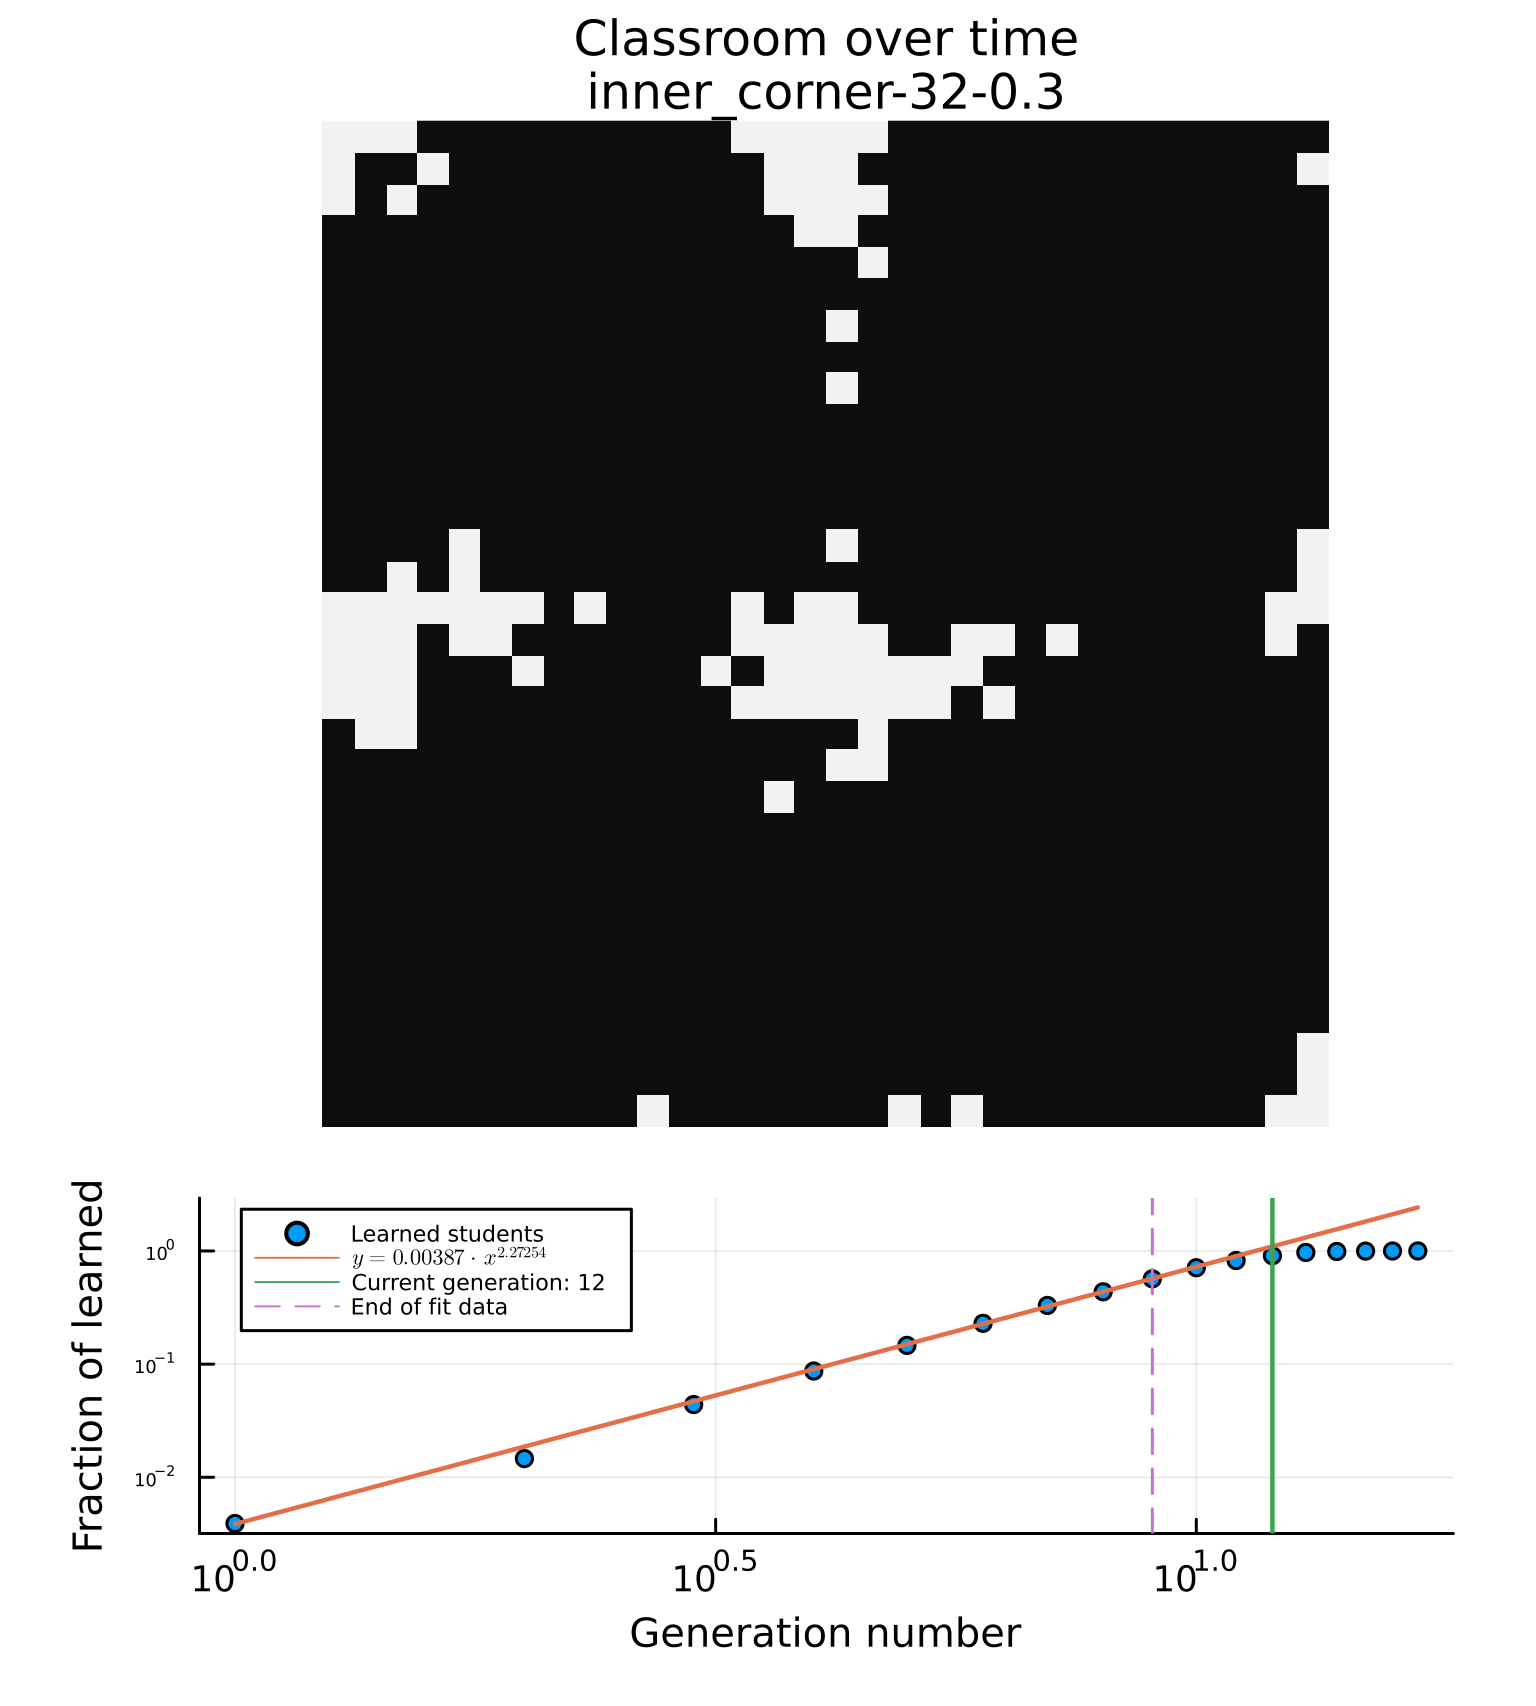 Classroom over time
inner_corner-32-0.3
Fraction of learned
10^0
10^-1
10^-2
Learned students
y = 0.00387 · x^2.27254
Current generation: 12
End of fit data
10^0.0
10^0.5
10^1.0
Generation number